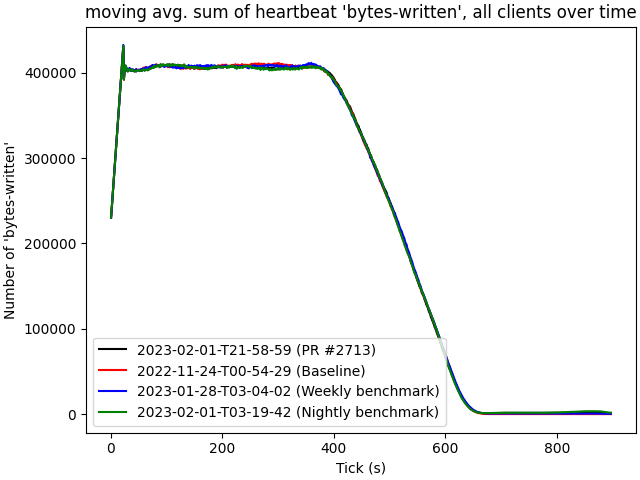 moving avg. sum of heartbeat 'bytes-written', all clients over time
Number of 'bytes-written'
400000
300000
200000
100000
0
2023-02-01-T21-58-59 (PR #2713)
2022-11-24-T00-54-29 (Baseline)
2023-01-28-T03-04-02 (Weekly benchmark)
2023-02-01-T03-19-42 (Nightly benchmark)
0 200 400 600 800
Tick (s)